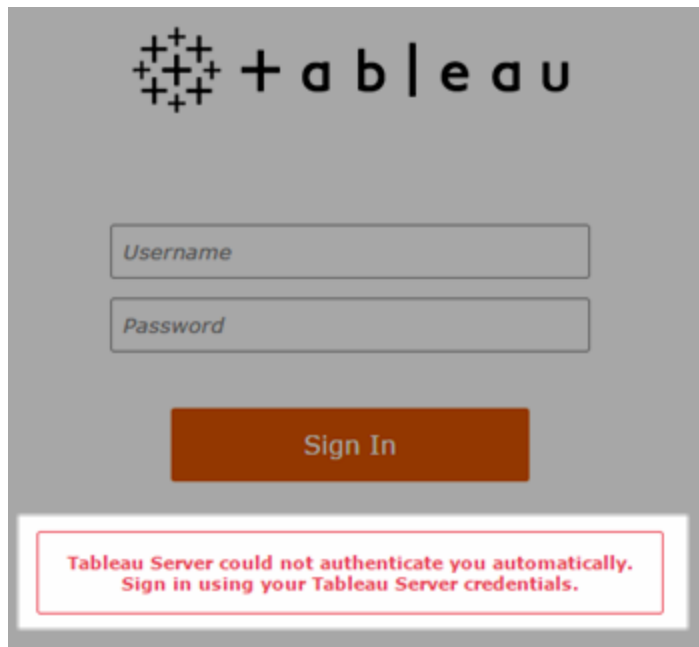 + a b l e a u
Username
Password
Sign In
Tableau Server could not authenticate you automatically.
Sign in using your Tableau Server credentials.